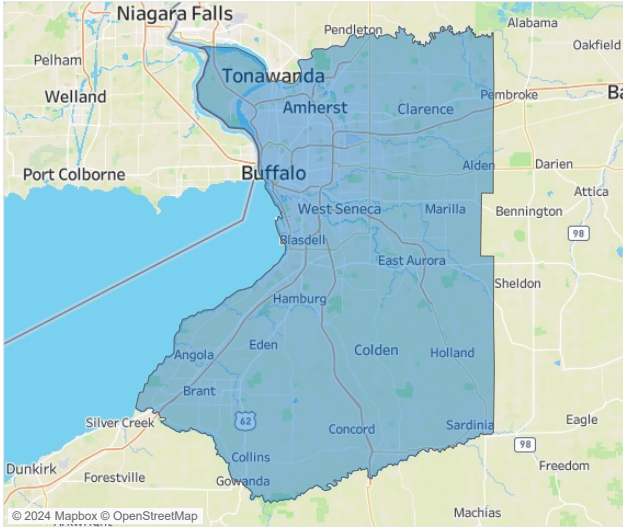 Niagara Falls
Alabama
Pendleton
Oakfield
Pelham
Tonawanda
Welland
Pembroke
Ba
Amherst
Clarence
Port Colborne
Buffalo
Alden
Darien
Attica
West Seneca
Marilla
Bennington
98
Blasdell
East Aurora
Sheldon
Hamburg
Eden
Colden
Holland
Angola
Brant
Silver Creek
62
Concord
Sardinia
Eagle
98
Collins
Dunkirk
Forestville
Gowanda
Freedom
Machias
© 2024 Mapbox © OpenStreetMap